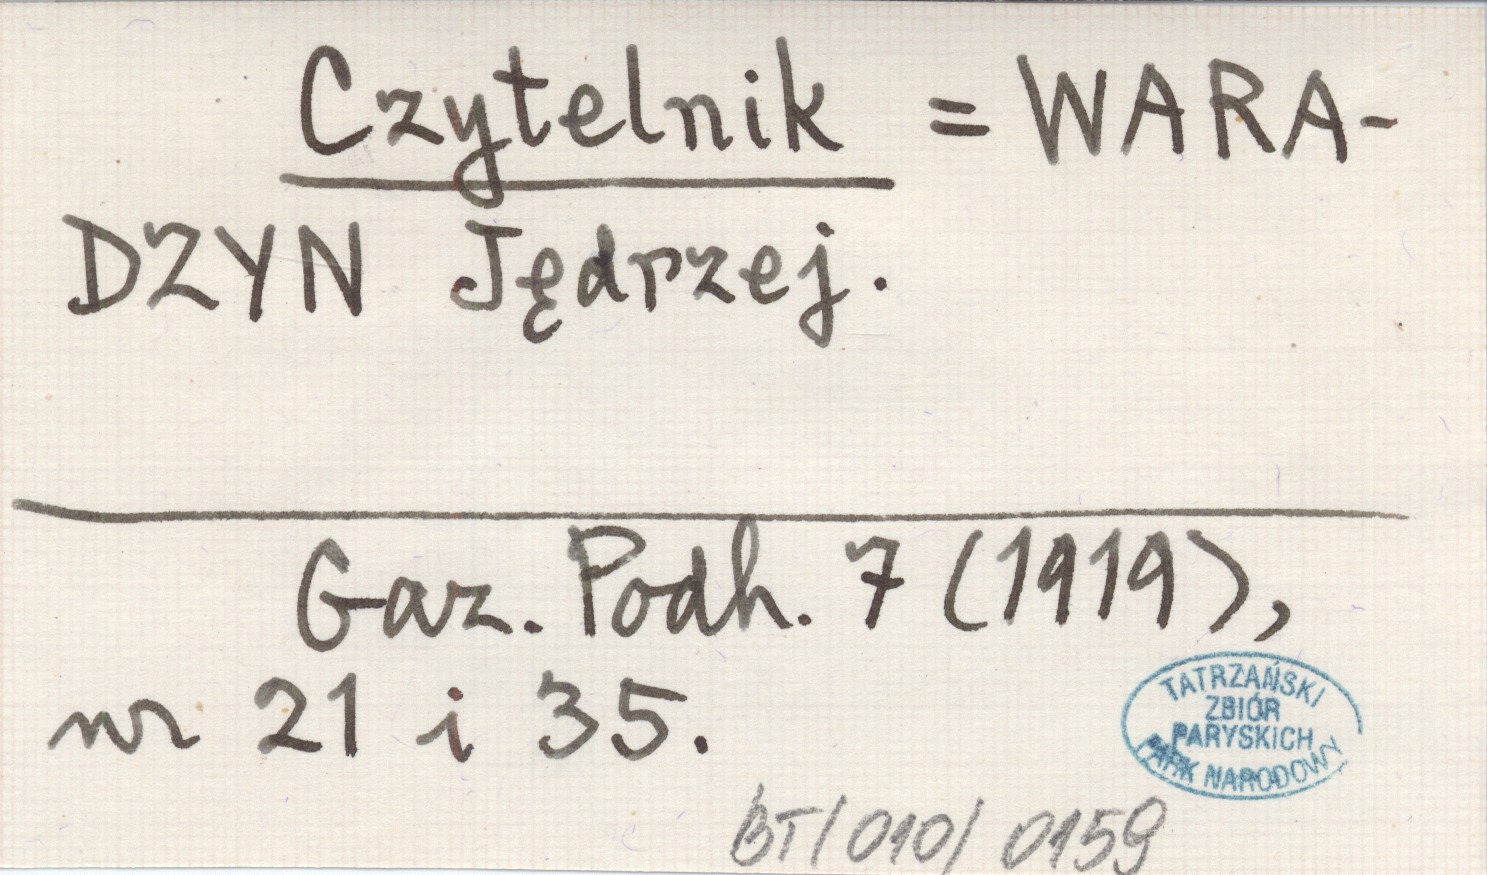 Czytelnik = WARA-
DZYN Jędrzej.
Gaz. Podh. 7 (1919),
nr 21 i 35.
TATRZAŃSKI
ZBIÓR
PARYSKICH
PARK NARODOWY
BT/010/0159